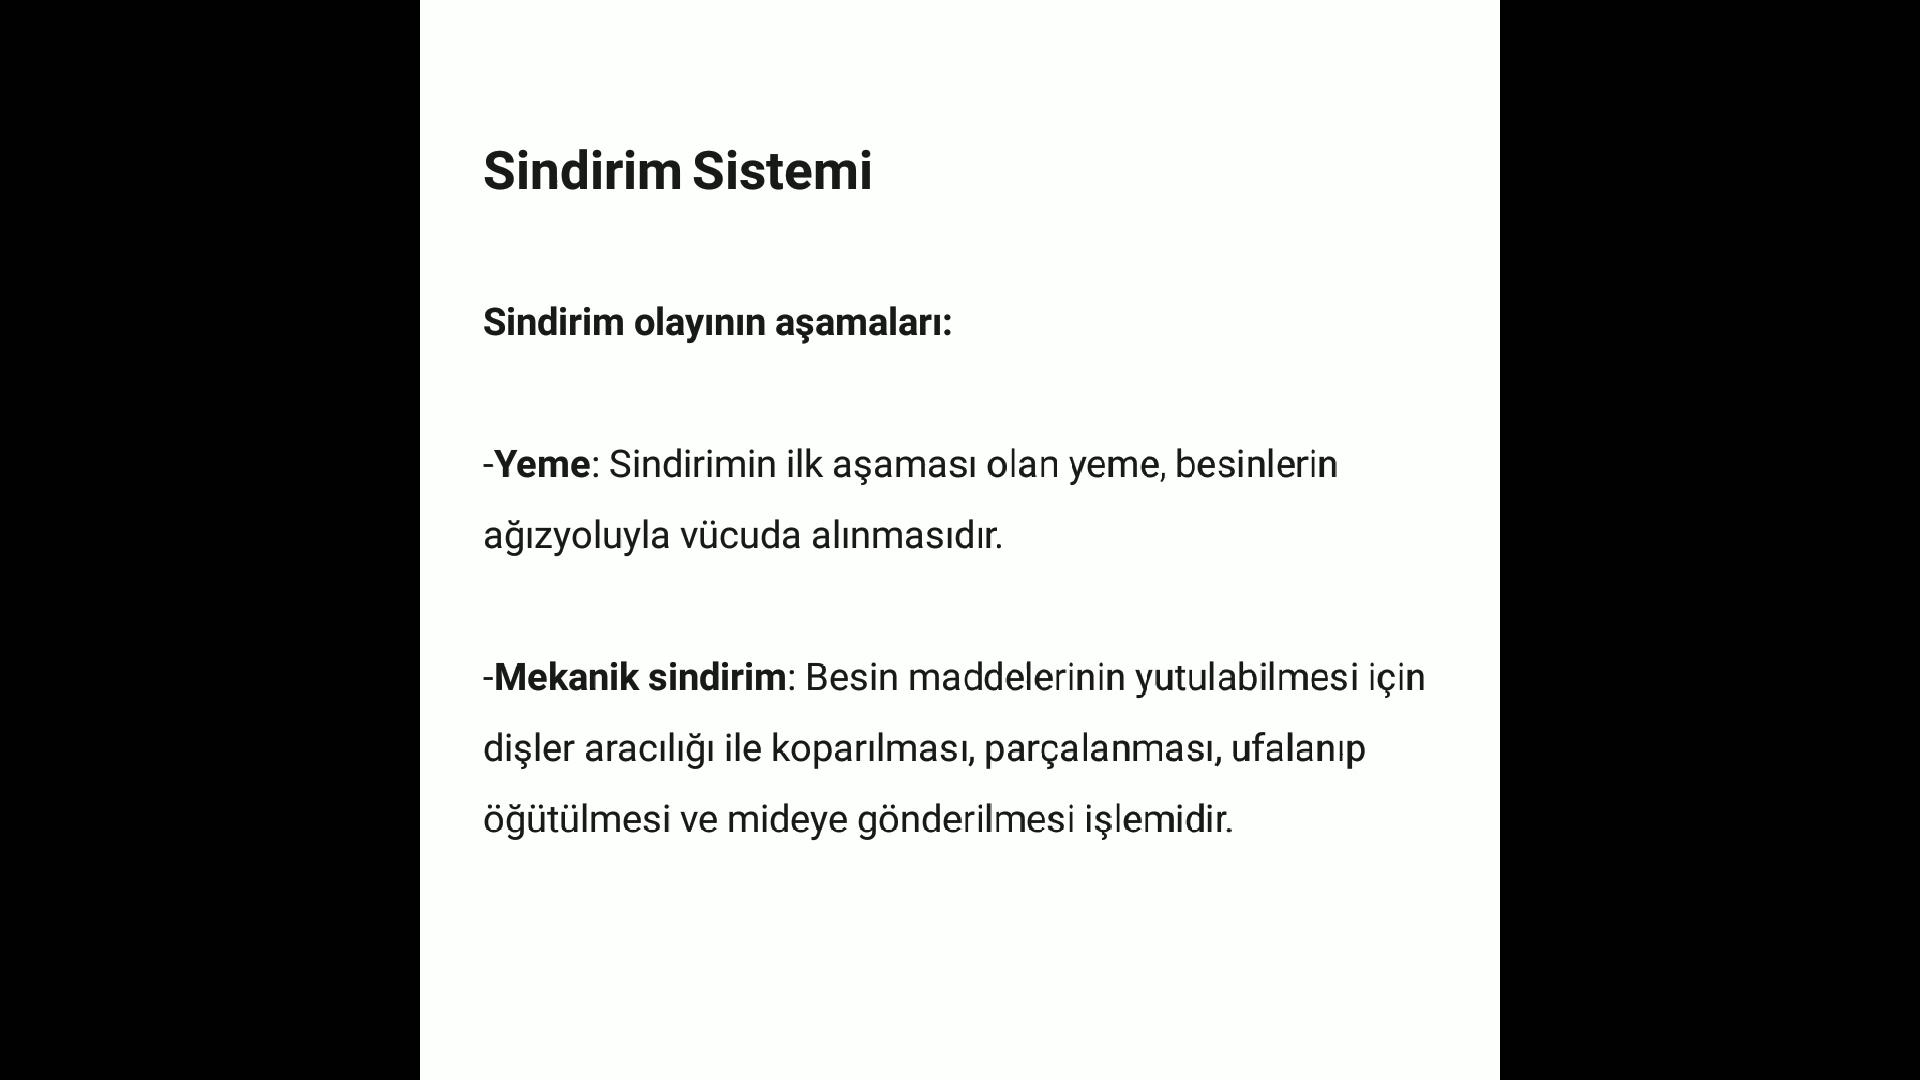 Sindirim Sistemi
Sindirim olayının aşamaları:
-Yeme: Sindirimin ilk aşaması olan yeme, besinlerin
ağızyoluyla vücuda alınmasıdır.
-Mekanik sindirim: Besin maddelerinin yutulabilmesi için
dişler aracılığı ile koparılması, parçalanması, ufalanıp
öğütülmesi ve mideye gönderilmesi işlemidir.